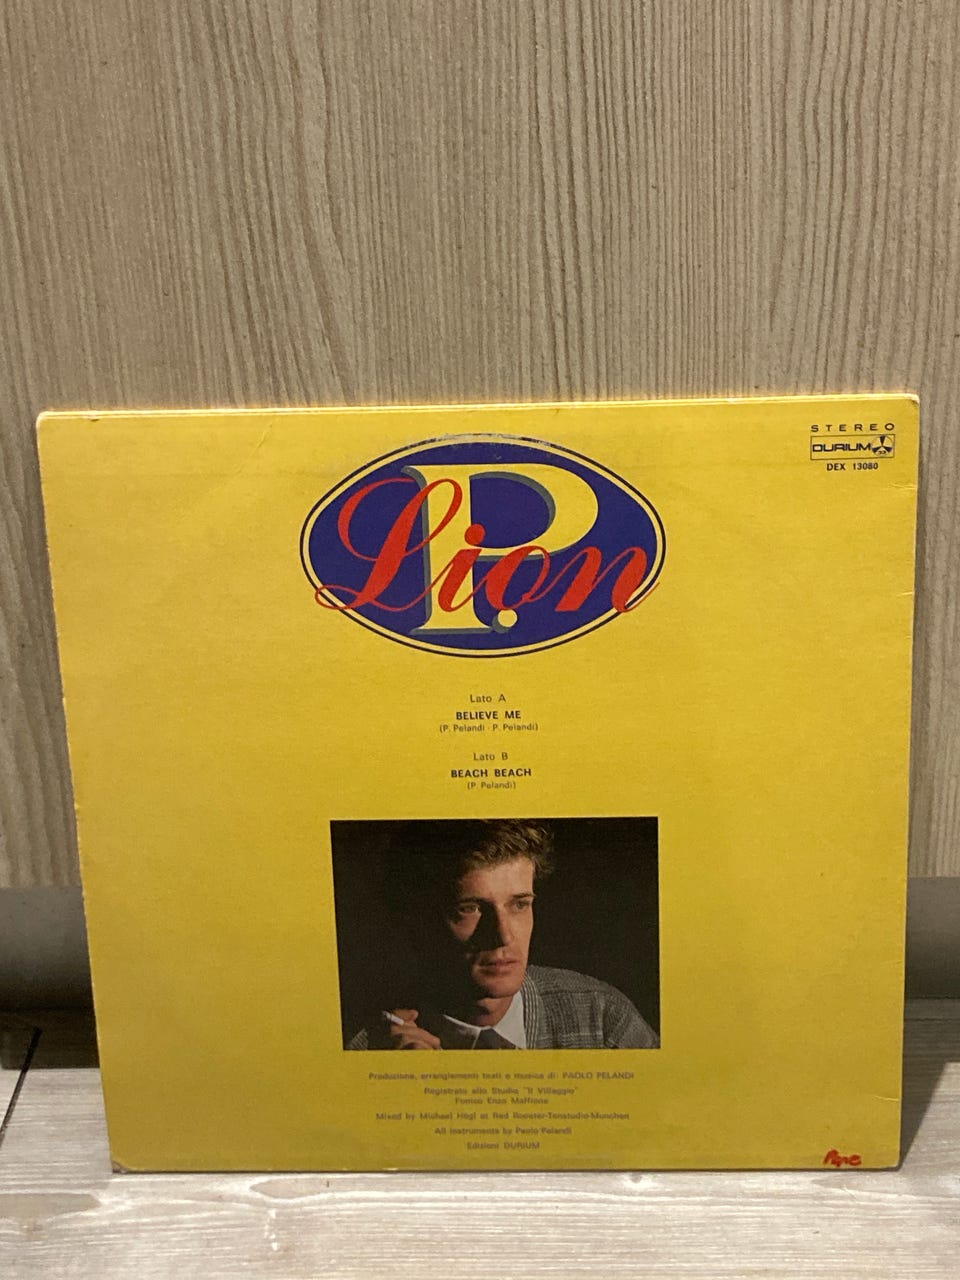 STEREO
DURIUM
DEX 13080
P. Lion
Lato A
BELIEVE ME
(P. Pelandi - P. Pelandi)
Lato B
BEACH BEACH
(P. Pelandi)
Produzione, arrangiamenti testi e musica di: PAOLO PELANDI
Registrato allo Studio "Il Villaggio"
Fonico Enzo Maffione
Mixed by Michael Högl at Red Rooster-Tonstudio-Munchen
All instruments by Paolo Pelandi
Edizioni DURIUM